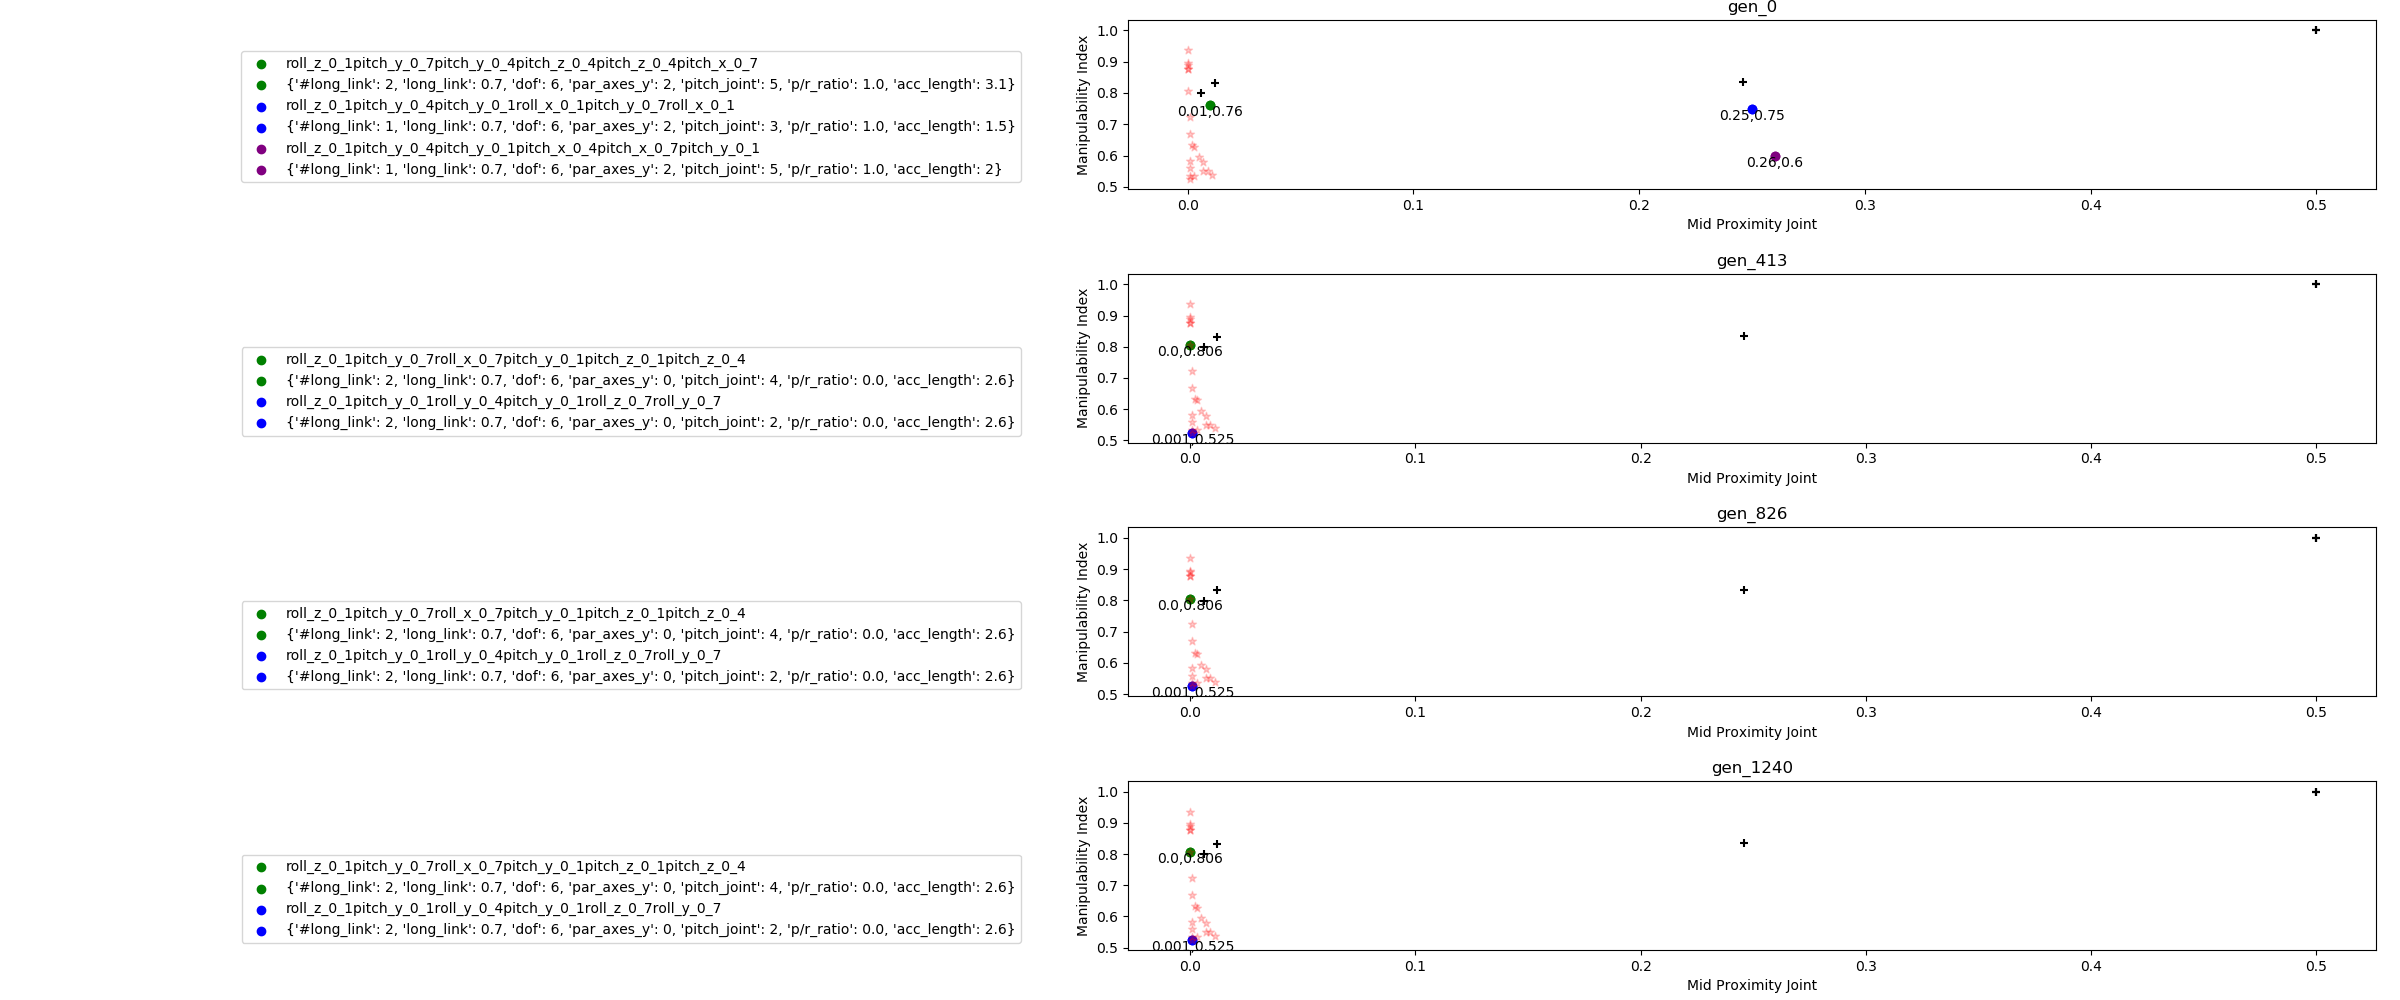 gen_0
roll_z_0_1pitch_y_0_7pitch_y_0_4pitch_z_0_4pitch_z_0_4pitch_x_0_7
{'#long_link': 2, 'long_link': 0.7, 'dof': 6, 'par_axes_y': 2, 'pitch_joint': 5, 'p/r_ratio': 1.0, 'acc_length': 3.1}
roll_z_0_1pitch_y_0_4pitch_y_0_1roll_x_0_1pitch_y_0_7roll_x_0_1
{'#long_link': 1, 'long_link': 0.7, 'dof': 6, 'par_axes_y': 2, 'pitch_joint': 3, 'p/r_ratio': 1.0, 'acc_length': 1.5}
roll_z_0_1pitch_y_0_4pitch_y_0_1pitch_x_0_4pitch_x_0_7pitch_y_0_1
{'#long_link': 1, 'long_link': 0.7, 'dof': 6, 'par_axes_y': 2, 'pitch_joint': 5, 'p/r_ratio': 1.0, 'acc_length': 2}
Manipulability Index
1.0
0.9
0.8
0.7
0.6
0.5
0.01,0.76
0.25,0.75
0.26,0.6
0.0 0.1 0.2 0.3 0.4 0.5
Mid Proximity Joint
gen_413
roll_z_0_1pitch_y_0_7roll_x_0_7pitch_y_0_1pitch_z_0_1pitch_z_0_4
{'#long_link': 2, 'long_link': 0.7, 'dof': 6, 'par_axes_y': 0, 'pitch_joint': 4, 'p/r_ratio': 0.0, 'acc_length': 2.6}
roll_z_0_1pitch_y_0_1roll_y_0_4pitch_y_0_1roll_z_0_7roll_y_0_7
{'#long_link': 2, 'long_link': 0.7, 'dof': 6, 'par_axes_y': 0, 'pitch_joint': 2, 'p/r_ratio': 0.0, 'acc_length': 2.6}
Manipulability Index
1.0
0.9
0.8
0.7
0.6
0.5
0.0,0.806
0.001,0.525
0.0 0.1 0.2 0.3 0.4 0.5
Mid Proximity Joint
gen_826
roll_z_0_1pitch_y_0_7roll_x_0_7pitch_y_0_1pitch_z_0_1pitch_z_0_4
{'#long_link': 2, 'long_link': 0.7, 'dof': 6, 'par_axes_y': 0, 'pitch_joint': 4, 'p/r_ratio': 0.0, 'acc_length': 2.6}
roll_z_0_1pitch_y_0_1roll_y_0_4pitch_y_0_1roll_z_0_7roll_y_0_7
{'#long_link': 2, 'long_link': 0.7, 'dof': 6, 'par_axes_y': 0, 'pitch_joint': 2, 'p/r_ratio': 0.0, 'acc_length': 2.6}
Manipulability Index
1.0
0.9
0.8
0.7
0.6
0.5
0.0,0.806
0.001,0.525
0.0 0.1 0.2 0.3 0.4 0.5
Mid Proximity Joint
gen_1240
roll_z_0_1pitch_y_0_7roll_x_0_7pitch_y_0_1pitch_z_0_1pitch_z_0_4
{'#long_link': 2, 'long_link': 0.7, 'dof': 6, 'par_axes_y': 0, 'pitch_joint': 4, 'p/r_ratio': 0.0, 'acc_length': 2.6}
roll_z_0_1pitch_y_0_1roll_y_0_4pitch_y_0_1roll_z_0_7roll_y_0_7
{'#long_link': 2, 'long_link': 0.7, 'dof': 6, 'par_axes_y': 0, 'pitch_joint': 2, 'p/r_ratio': 0.0, 'acc_length': 2.6}
Manipulability Index
1.0
0.9
0.8
0.7
0.6
0.5
0.0,0.806
0.001,0.525
0.0 0.1 0.2 0.3 0.4 0.5
Mid Proximity Joint